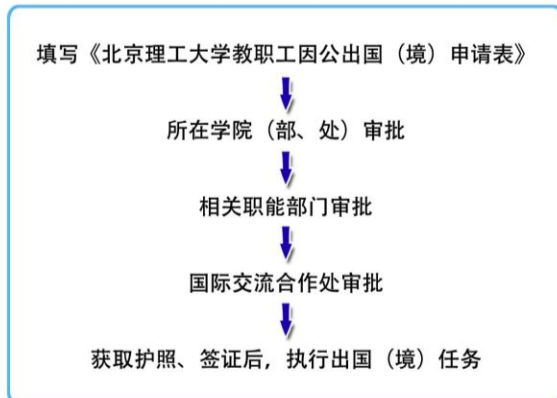 填写《北京理工大学教职工因公出国（境）申请表》
所在学院（部、处）审批
相关职能部门审批
国际交流合作处审批
获取护照、签证后，执行出国（境）任务